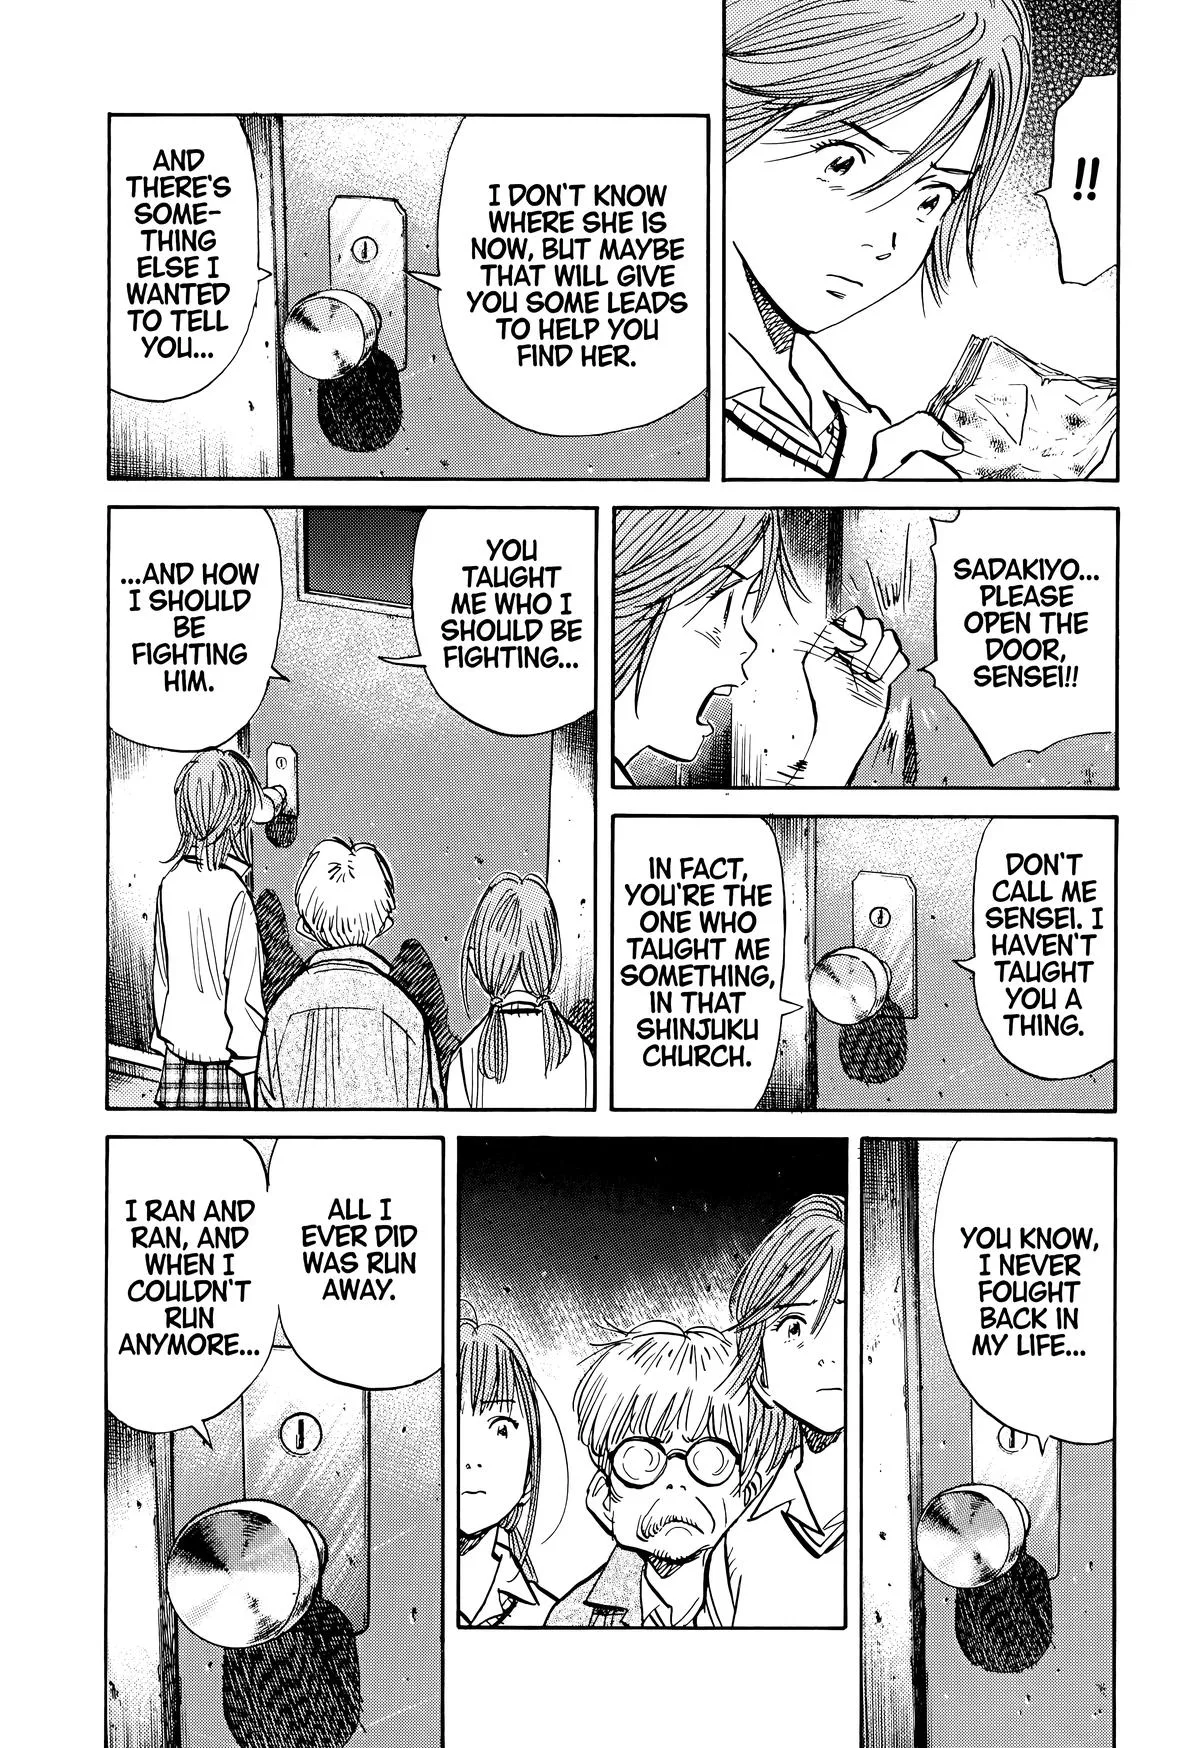 !!
I DON'T KNOW
WHERE SHE IS
NOW, BUT MAYBE
THAT WILL GIVE
YOU SOME LEADS
TO HELP YOU
FIND HER.
AND
THERE'S
SOME-
THING
ELSE I
WANTED
TO TELL
YOU...
SADAKIYO...
PLEASE
OPEN THE
DOOR,
SENSEI!!
DON'T
CALL ME
SENSEI. I
HAVEN'T
TAUGHT
YOU A
THING.
IN FACT,
YOU'RE THE
ONE WHO
TAUGHT ME
SOMETHING,
IN THAT
SHINJUKU
CHURCH.
YOU
TAUGHT
ME WHO I
SHOULD BE
FIGHTING...
...AND HOW
I SHOULD
BE
FIGHTING
HIM.
YOU KNOW,
I NEVER
FOUGHT
BACK IN
MY LIFE...
ALL I
EVER DID
WAS RUN
AWAY.
I RAN AND
RAN, AND
WHEN I
COULDN'T
RUN
ANYMORE...